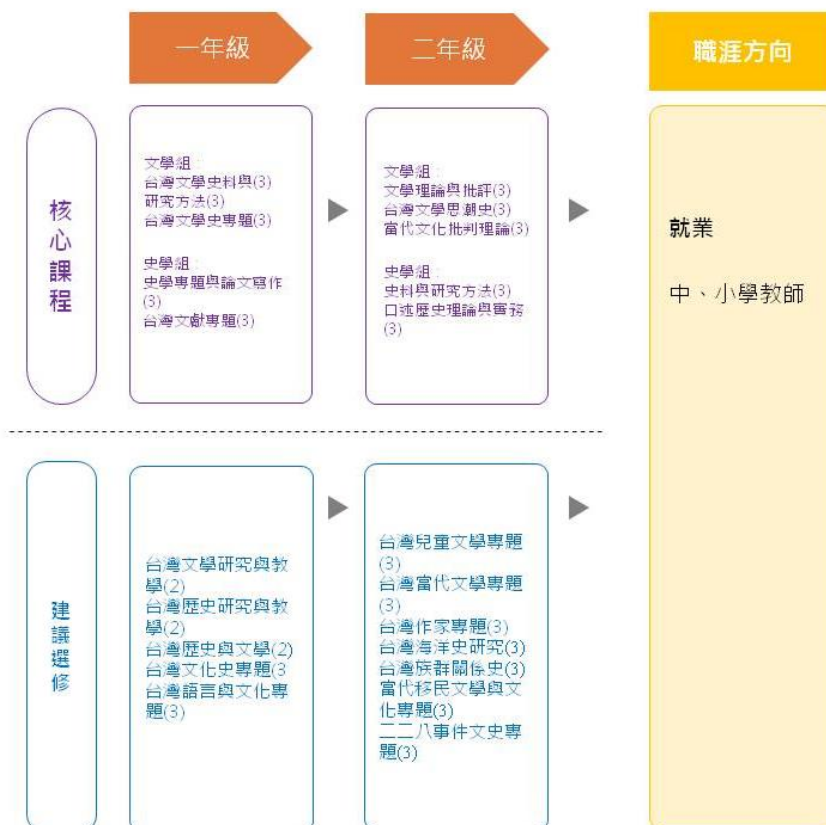 一年級
二年級
職涯方向
核心課程
文學組:
台灣文學史料與(3)
研究方法(3)
台灣文學史專題(3)
史學組:
史學專題與論文寫作
(3)
台灣文獻專題(3)
文學組:
文學理論與批評(3)
台灣文學思潮史(3)
當代文化批判理論(3)
史學組:
史料與研究方法(3)
口述歷史理論與實務
(3)
就業
中、小學教師
建議選修
台灣文學研究與教
學(2)
台灣歷史研究與教
學(2)
台灣歷史與文學(2)
台灣文化史專題(3
台灣語言與文化專
題(3)
台灣兒童文學專題
(3)
台灣當代文學專題
(3)
台灣作家專題(3)
台灣海洋史研究(3)
台灣族群關係史(3)
當代移民文學與文
化專題(3)
二二八事件文史專
題(3)